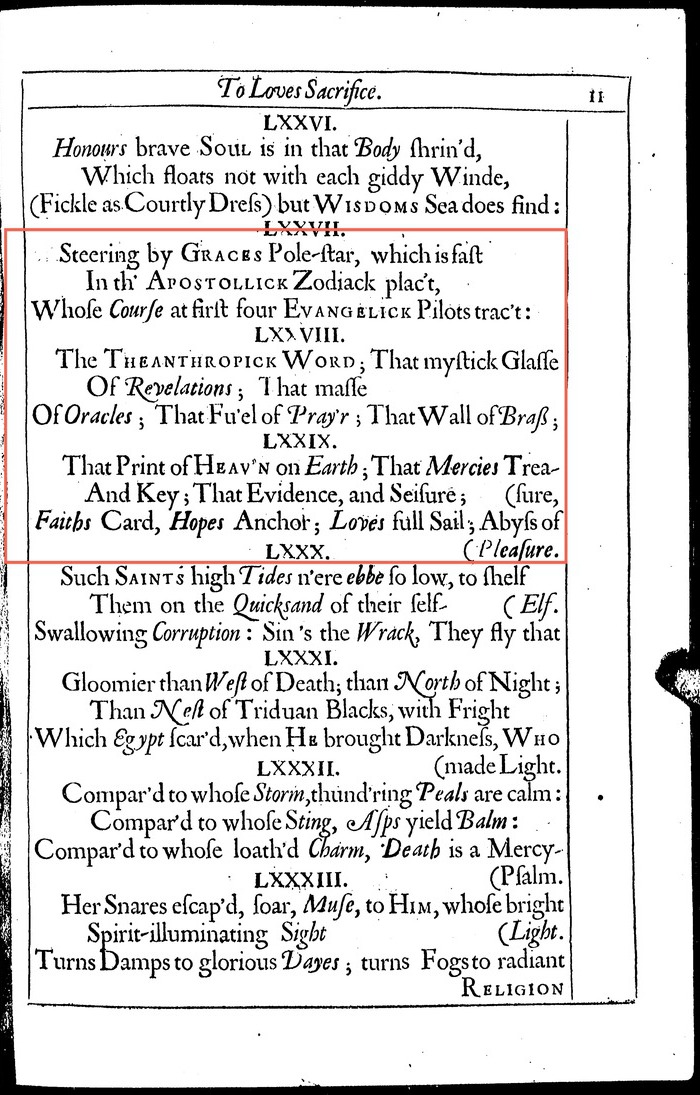 To Loves Sacrifice.
11
LXXVI.
Honours brave SOUL is in that Body ſhrin'd,
Which floats not with each giddy Winde,
(Fickle as Courtly Dreſs) but WISDOMS Sea does find:
LXXVII.
Steering by GRACES Pole-ſtar, which is faſt
In th' APOSTOLLICK Zodiack plac't,
Whoſe Courſe at firſt four EVANGELICK Pilots trac't:
LXXVIII.
The THEANTHROPICK WORD; That myſtick Glaſſe
Of Revelations; That maſſe
Of Oracles; That Fu'el of Pray'r; That Wall of Braſs;
LXXIX.
That Print of HEAV'N on Earth; That Mercies Trea-
And Key; That Evidence, and Seiſure; (ſure,
Faiths Card, Hopes Anchor; Loves full Sail; Abyſs of
LXXX. (Pleaſure.
Such SAINTS high Tides n'ere ebbe ſo low, to ſhelf
Them on the Quickſand of their ſelf- (Elf.
Swallowing Corruption: Sin's the Wrack, They fly that
LXXXI.
Gloomier than Weſt of Death; than North of Night;
Than Neſt of Triduan Blacks, with Fright
Which Egypt ſcar'd, when HE brought Darkneſs, WHO
LXXXII. (made Light.
Compar'd to whoſe Storm, thund'ring Peals are calm:
Compar'd to whoſe Sting, Aſps yield Balm:
Compar'd to whoſe loath'd Charm, Death is a Mercy-
LXXXIII. (Pſalm.
Her Snares eſcap'd, ſoar, Muſe, to HIM, whoſe bright
Spirit-illuminating Sight (Light.
Turns Damps to glorious Dayes; turns Fogs to radiant
RELIGION